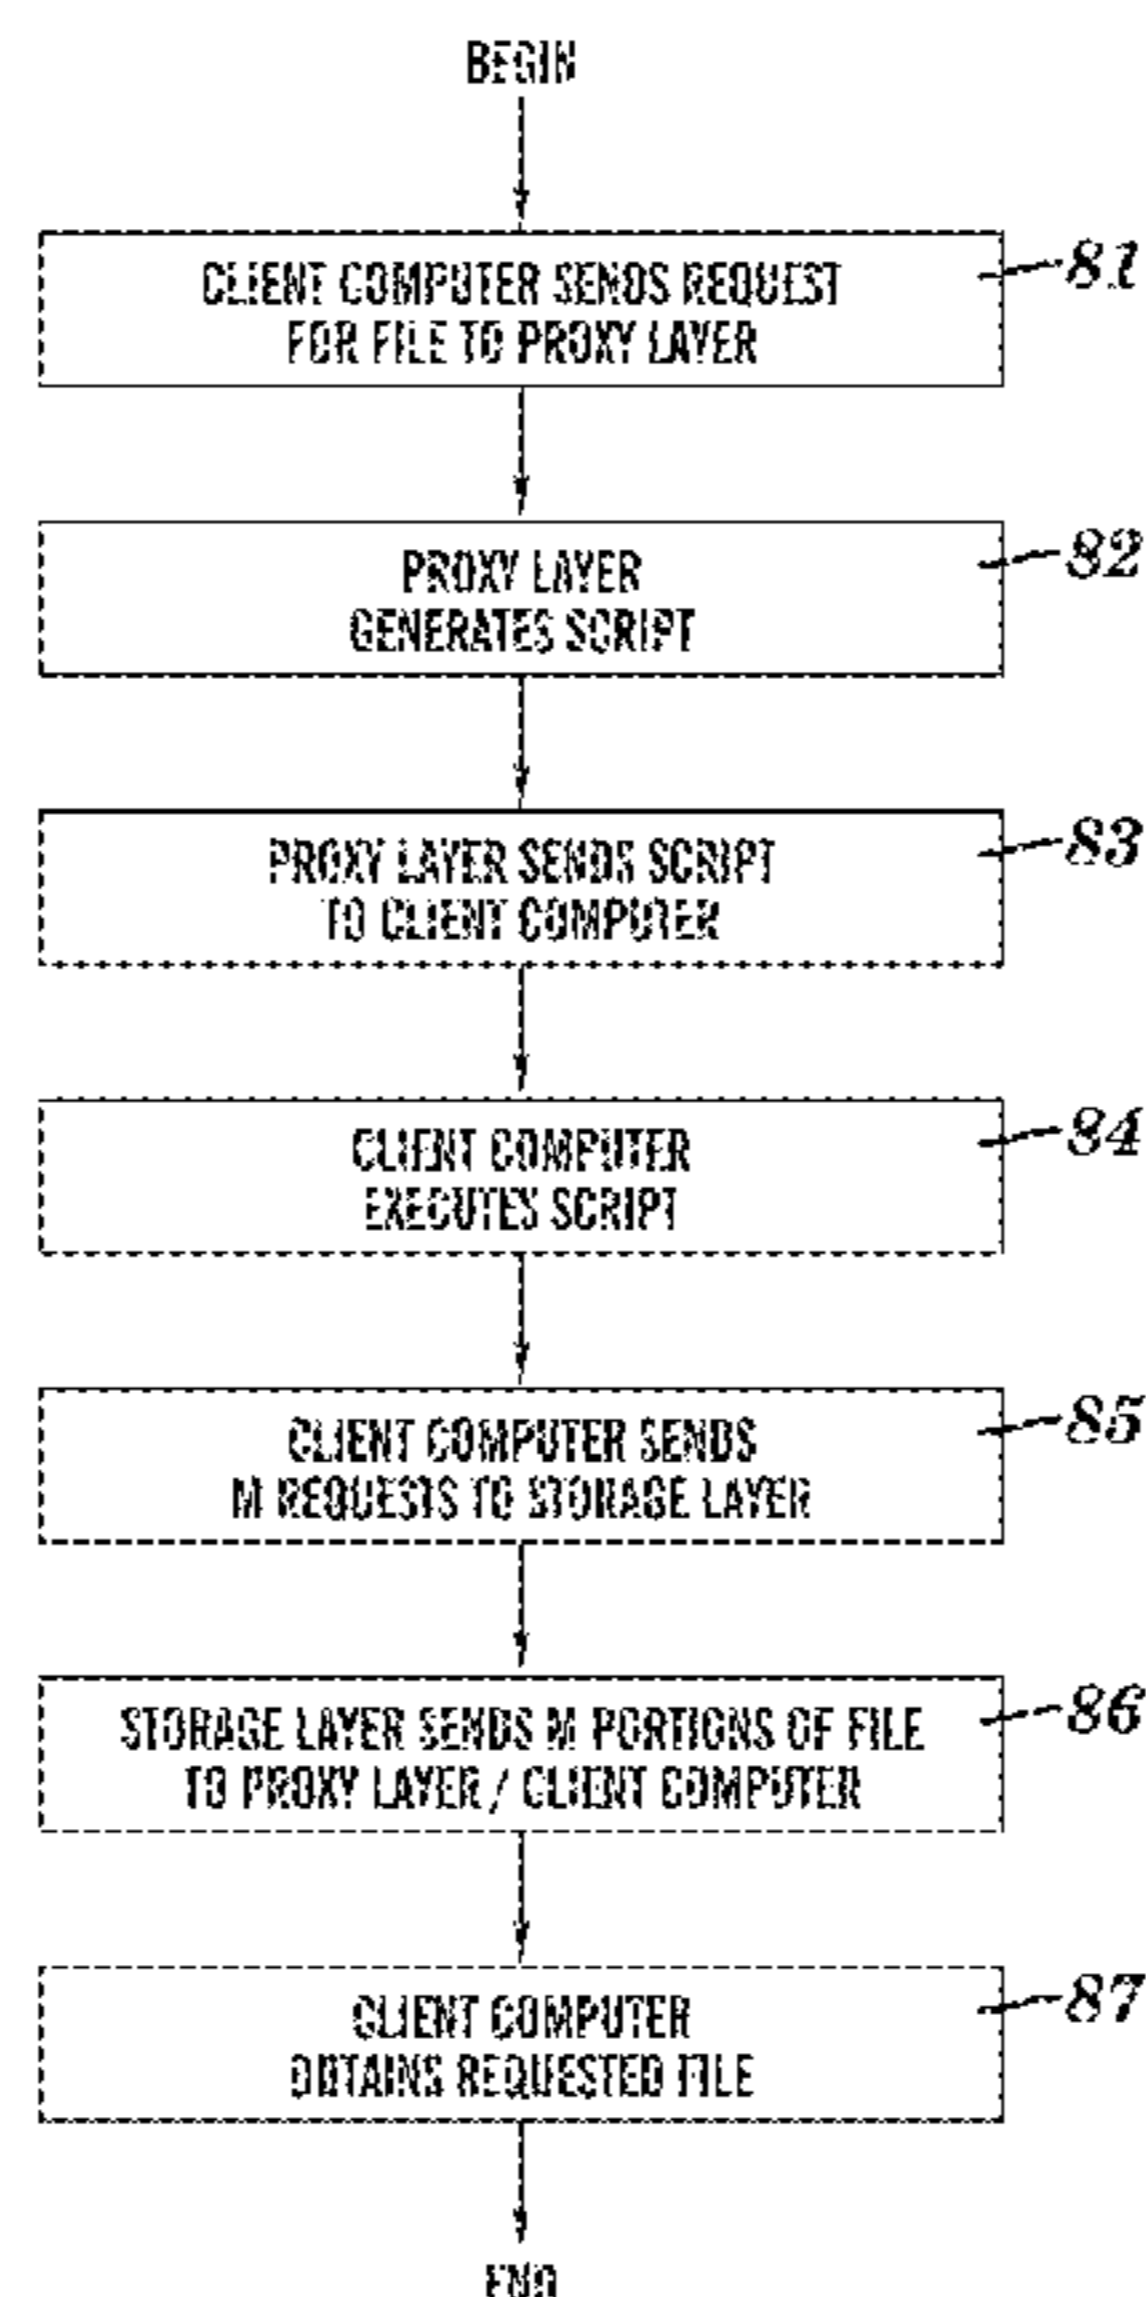 BEGIN
CLIENT COMPUTER SENDS REQUEST
FOR FILE TO PROXY LAYER
81
PROXY LAYER
GENERATES SCRIPT
82
PROXY LAYER SENDS SCRIPT
TO CLIENT COMPUTER
83
CLIENT COMPUTER
EXECUTES SCRIPT
84
CLIENT COMPUTER SENDS
M REQUESTS TO STORAGE LAYER
85
STORAGE LAYER SENDS M PORTIONS OF FILE
TO PROXY LAYER / CLIENT COMPUTER
86
CLIENT COMPUTER
OBTAINS REQUESTED FILE
87
END